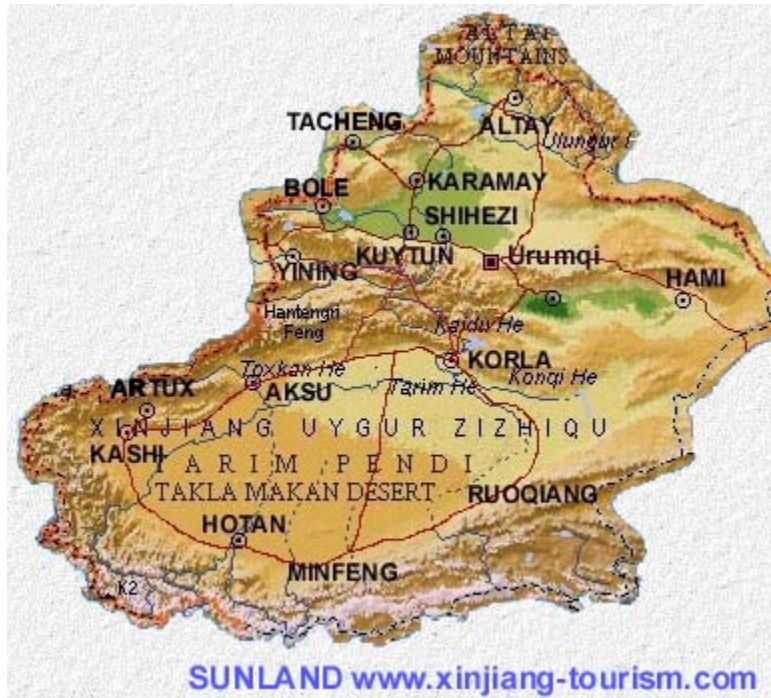 ALTAI
MOUNTAINS
TACHENG
ALTAY
Ulungur
KARAMAY
BOLE
SHIHEZI
KUYTUN
Urumqi
YINING
HAMI
Hantengri
Feng
Kaidu He
KORLA
Toxkan He
Konqi He
ARTUX
AKSU
Tarim He
XINJIANG UYGUR ZIZHIQU
KASHI
TARIM PENDI
TAKLA MAKAN DESERT
RUOQIANG
HOTAN
MINFENG
K2
SUNLAND www.xinjiang-tourism.com